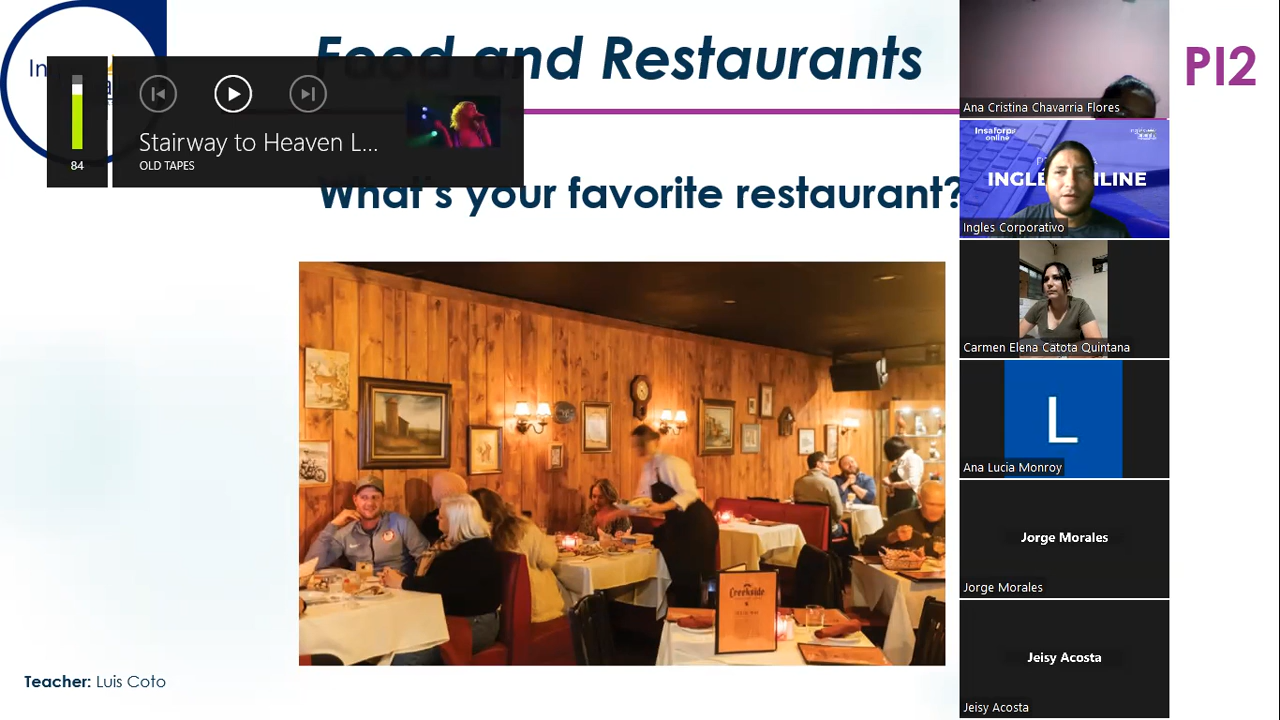 Food and Restaurants
PI2
84
Stairway to Heaven L...
OLD TAPES
What's your favorite restaurant?
Creekside
Teacher: Luis Coto
Ana Cristina Chavarria Flores
Insaforp
online
INGLE
NLINE
Ingles Corporativo
Carmen Elena Catota Quintana
L
Ana Lucia Monroy
Jorge Morales
Jorge Morales
Jeisy Acosta
Jeisy Acosta